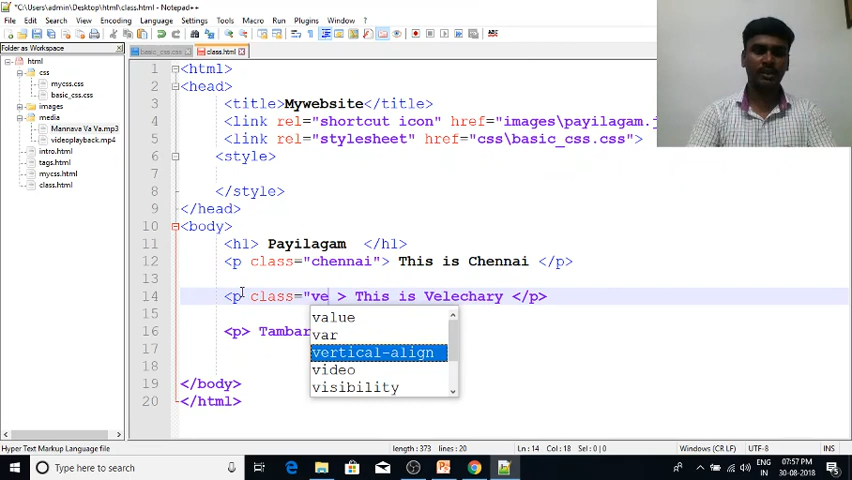 *C:\Users\admin\Desktop\html\class.html - Notepad++
File Edit Search View Encoding Language Settings Tools Macro Run Plugins Window ?
Folder as Workspace
basic_css.css class.html
html
css
mycss.css
basic_css.css
images
media
Mannava Va Va.mp3
videoplayback.mp4
intro.html
tags.html
mycss.html
class.html
1 <html>
2 <head>
3 <title>Mywebsite</title>
4 <link rel="shortcut icon" href="images\payilagam.j
5 <link rel="stylesheet" href="css\basic_css.css">
6 <style>
7
8 </style>
9 </head>
10 <body>
11 <h1> Payilagam </h1>
12 <p class="chennai"> This is Chennai </p>
13
14 <p class="ve > This is Velechary </p>
15
16 <p> Tambar
17
18
19 </body>
20 </html>
value
var
vertical-align
video
visibility
Hyper Text Markup Language file length : 373 lines : 20 Ln : 14 Col : 18 Sel : 0 | 0 Windows (CR LF) UTF-8 INS
Type here to search
ENG
IN
07:57 PM
30-08-2018